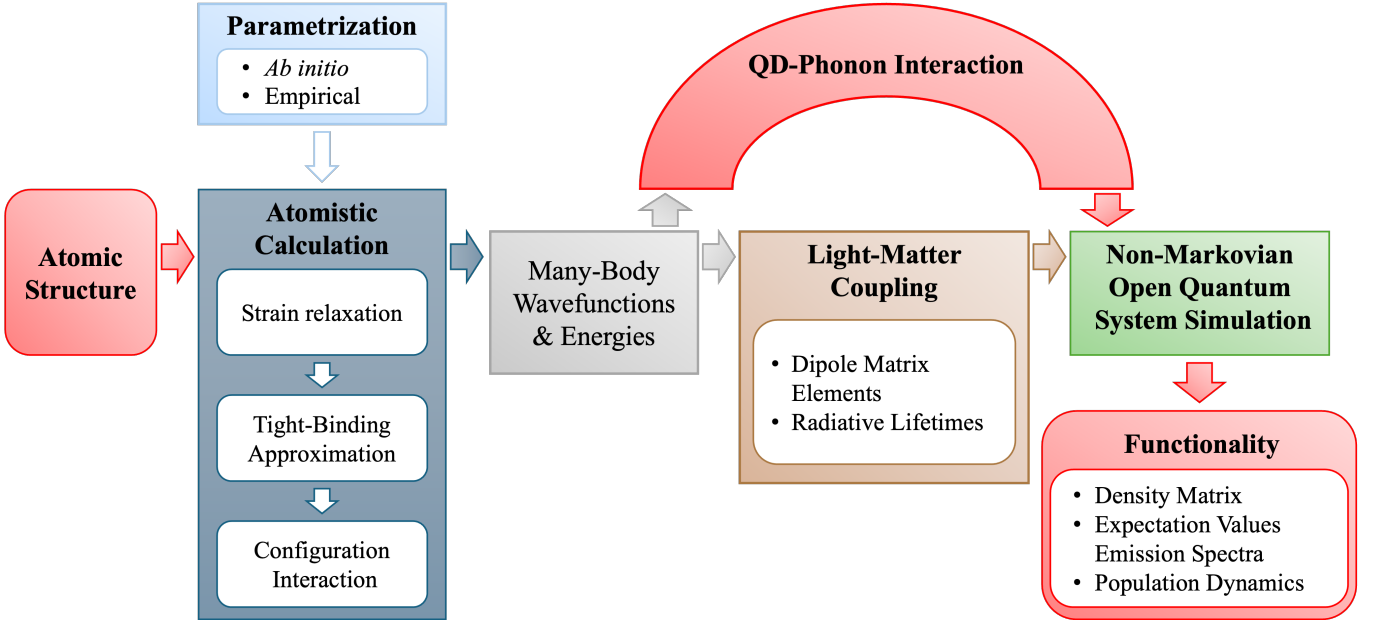 Parametrization
• Ab initio
• Empirical
QD-Phonon Interaction
Atomic
Structure
Atomistic
Calculation
Strain relaxation
Tight-Binding
Approximation
Configuration
Interaction
Many-Body
Wavefunctions
& Energies
Light-Matter
Coupling
• Dipole Matrix
Elements
• Radiative Lifetimes
Non-Markovian
Open Quantum
System Simulation
Functionality
• Density Matrix
• Expectation Values
Emission Spectra
• Population Dynamics